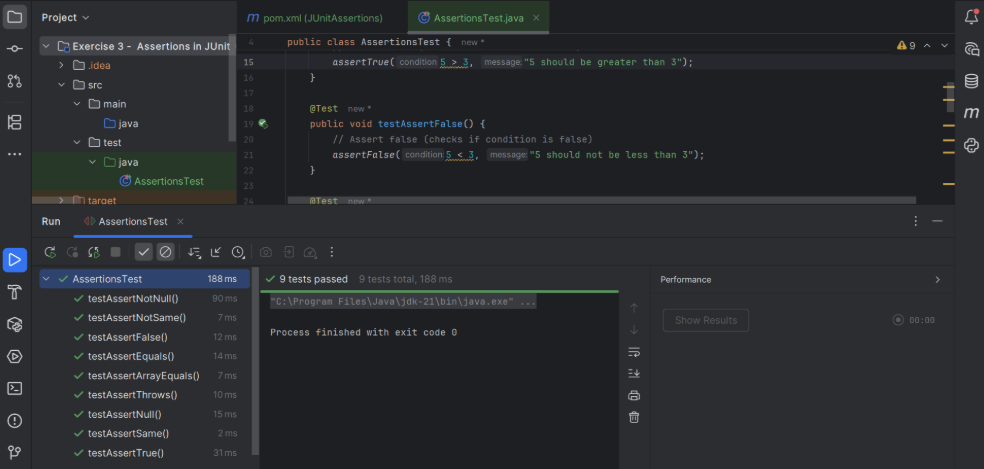 Project
pom.xml (JUnitAssertions)
AssertionsTest.java
Exercise 3 - Assertions in JUnit
.idea
src
main
java
test
java
AssertionsTest
target
4 public class AssertionsTest { new *
9
15 assertTrue( condition: 5 > 3, message: "5 should be greater than 3");
16 }
17
18 @Test new *
19 public void testAssertFalse() {
20 // Assert false (checks if condition is false)
21 assertFalse( condition: 5 < 3, message: "5 should not be less than 3");
22 }
23
24 @Test new *
Run AssertionsTest
AssertionsTest 188 ms
testAssertNotNull() 90 ms
testAssertNotSame() 7 ms
testAssertFalse() 12 ms
testAssertEquals() 14 ms
testAssertArrayEquals() 7 ms
testAssertThrows() 10 ms
testAssertNull() 15 ms
testAssertSame() 2 ms
testAssertTrue() 31 ms
9 tests passed 9 tests total, 188 ms
"C:\Program Files\Java\jdk-21\bin\java.exe" ...
Process finished with exit code 0
Performance
Show Results
00:00